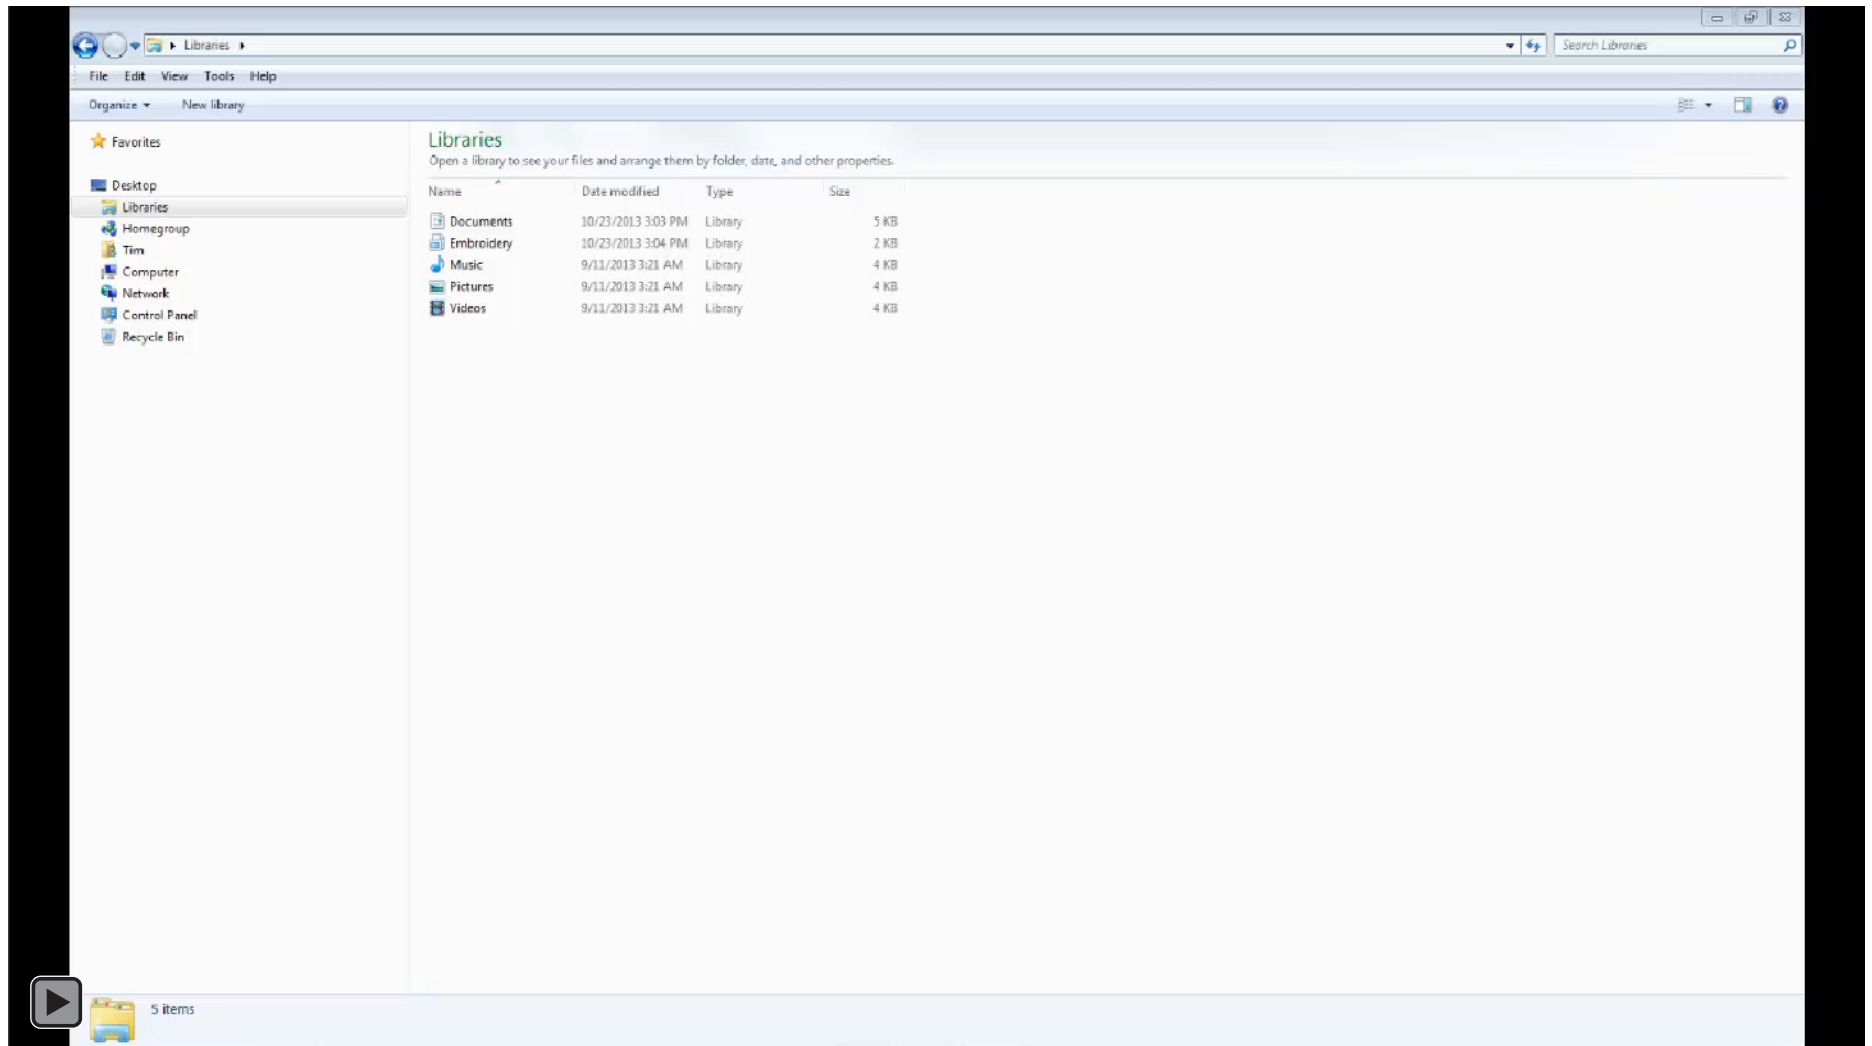 Libraries
Search Libraries
File Edit View Tools Help
Organize New library
Favorites
Desktop
Libraries
Homegroup
Tim
Computer
Network
Control Panel
Recycle Bin
Libraries
Open a library to see your files and arrange them by folder, date, and other properties.
Name Date modified Type Size
Documents 10/23/2013 3:03 PM Library 5 KB
Embroidery 10/23/2013 3:04 PM Library 2 KB
Music 9/11/2013 3:21 AM Library 4 KB
Pictures 9/11/2013 3:21 AM Library 4 KB
Videos 9/11/2013 3:21 AM Library 4 KB
5 items